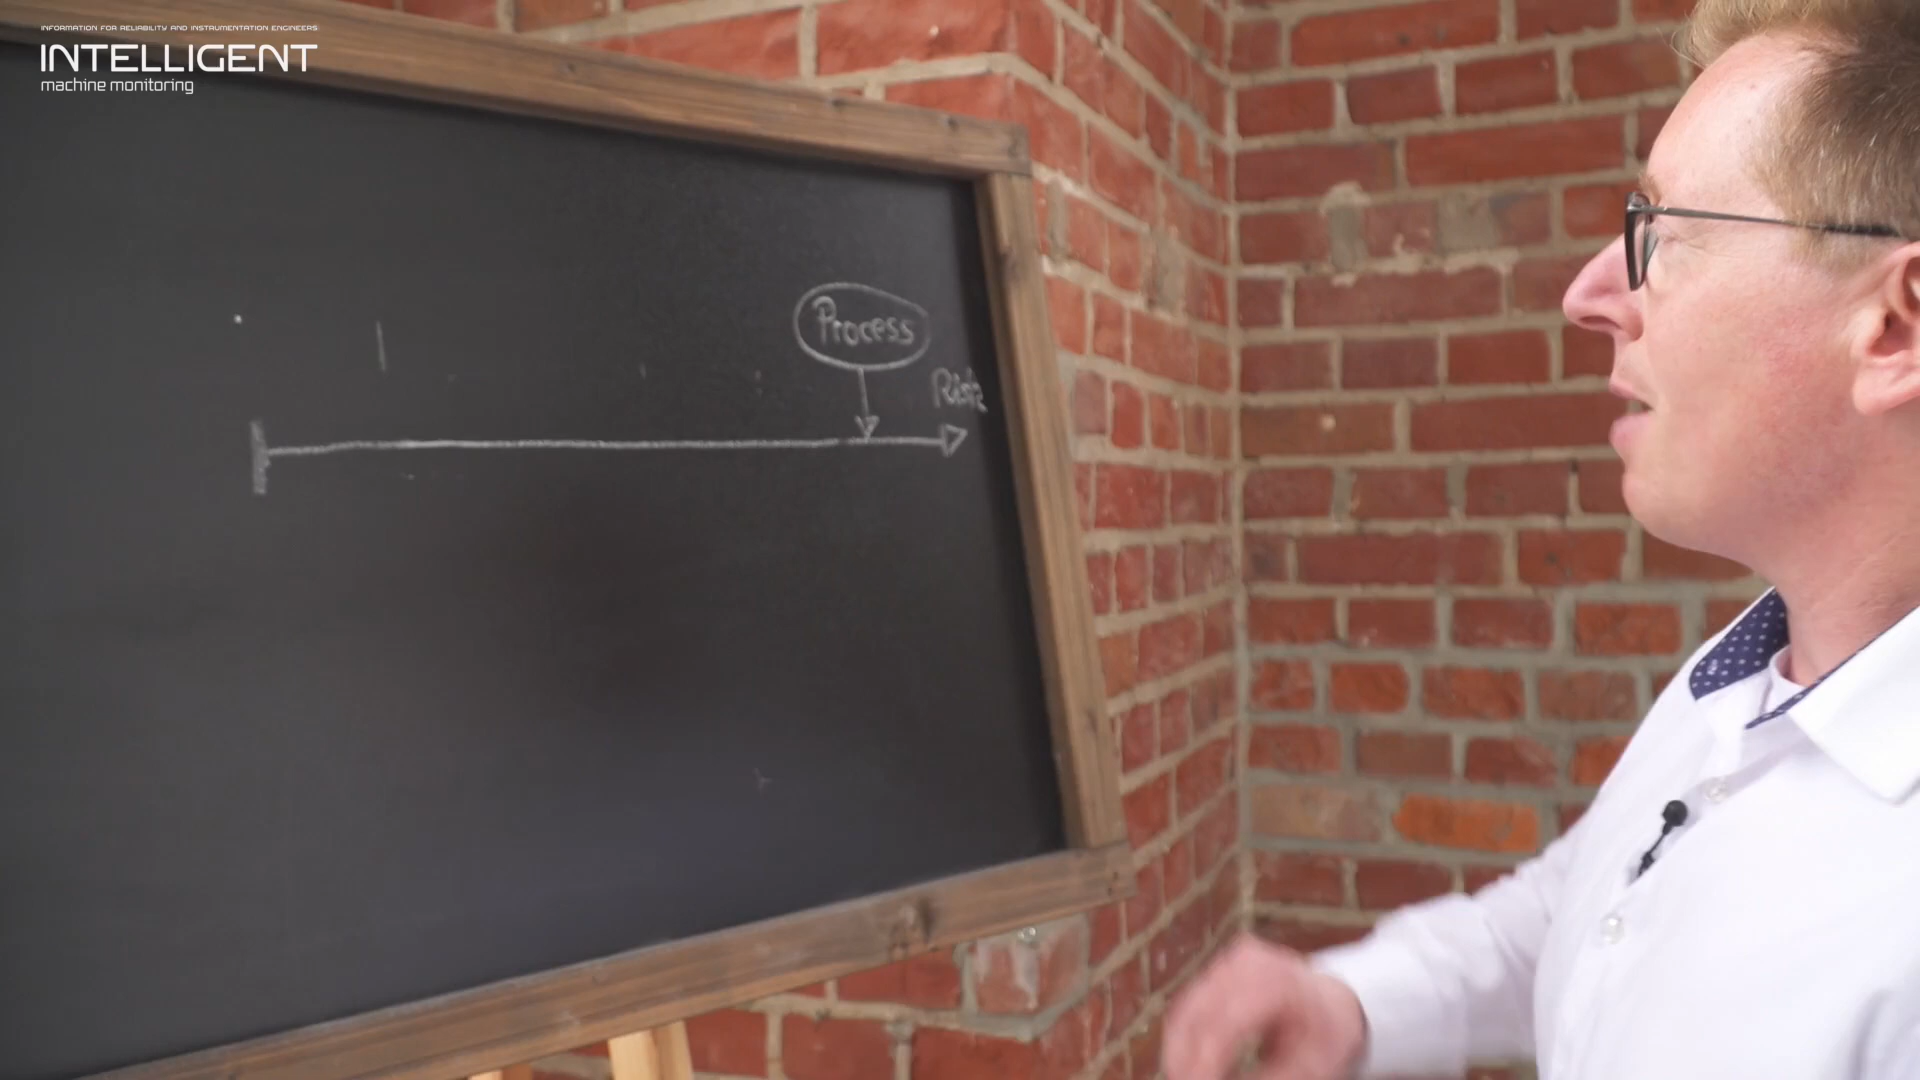 INFORMATION FOR RELIABILITY AND INSTRUMENTATION ENGINEERS
INTELLIGENT
machine monitoring
Process
Risk